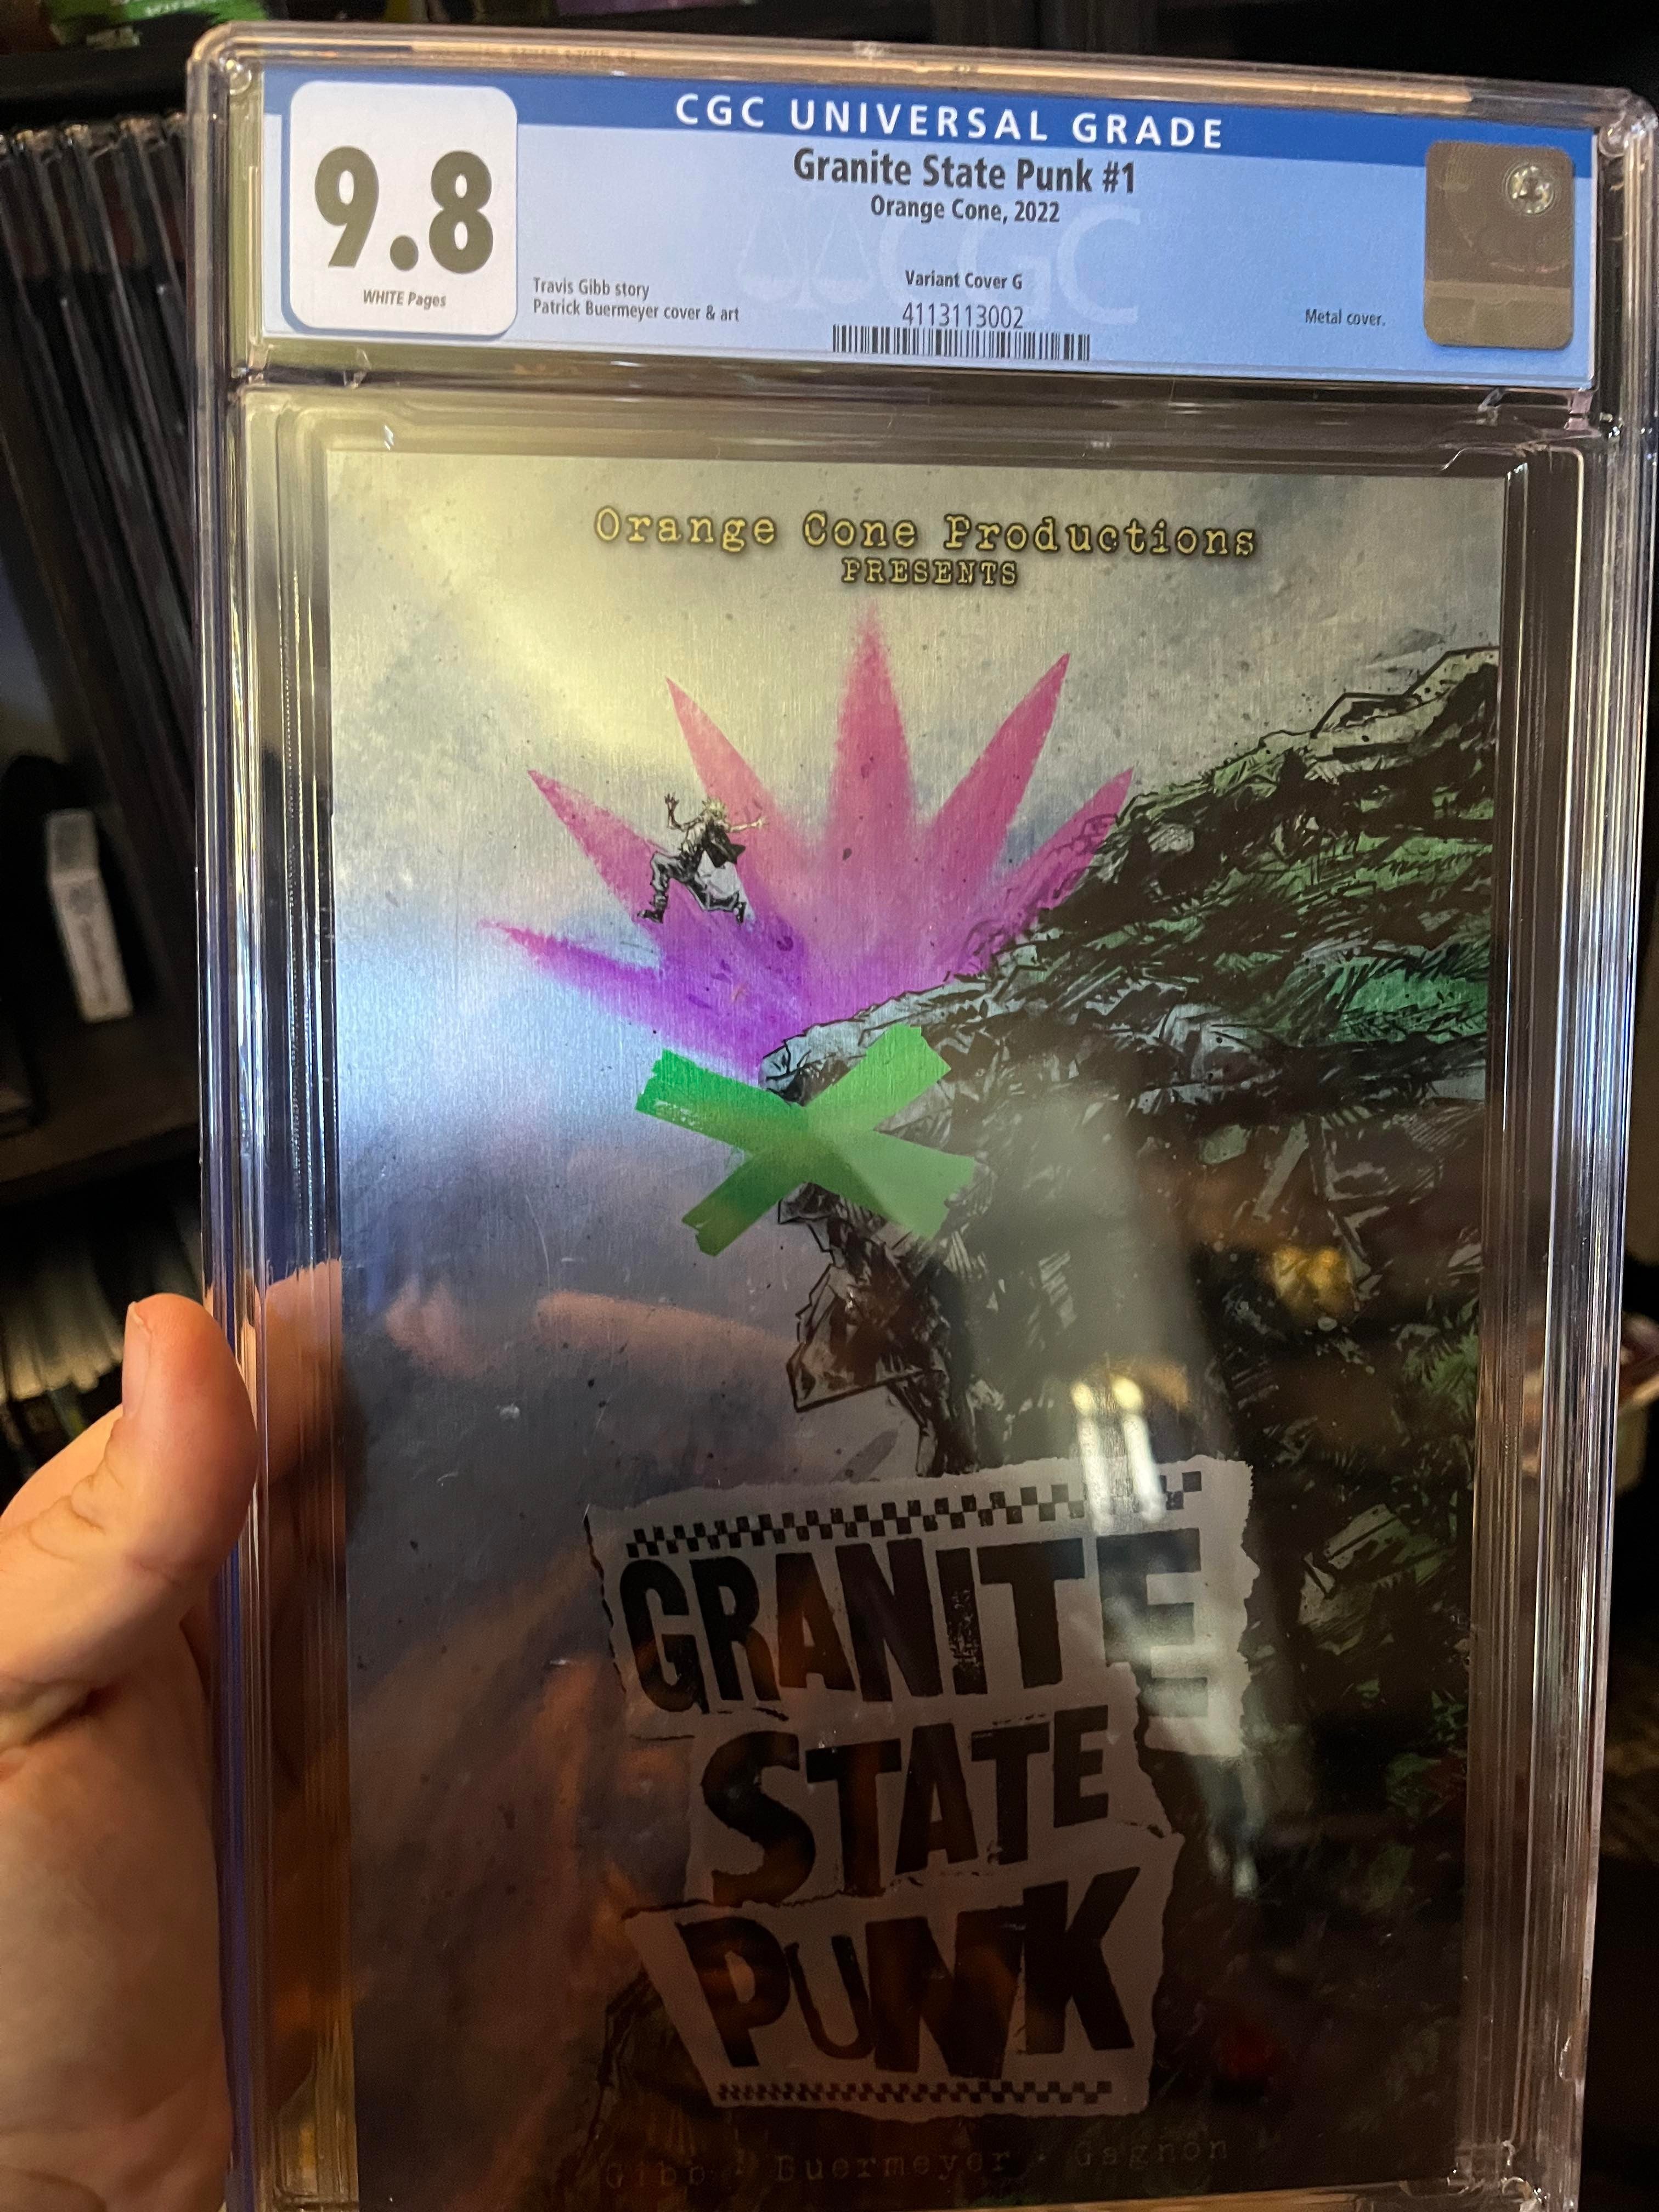 CGC UNIVERSAL GRADE
9.8
WHITE Pages
Granite State Punk #1
Orange Cone, 2022
Travis Gibb story
Patrick Buermeyer cover & art
Variant Cover G
4113113002
Metal cover.
CGC
Orange Cone Productions
PRESENTS
GRANITE
STATE
PUNK
Gibb · Buermeyer · Gagnon